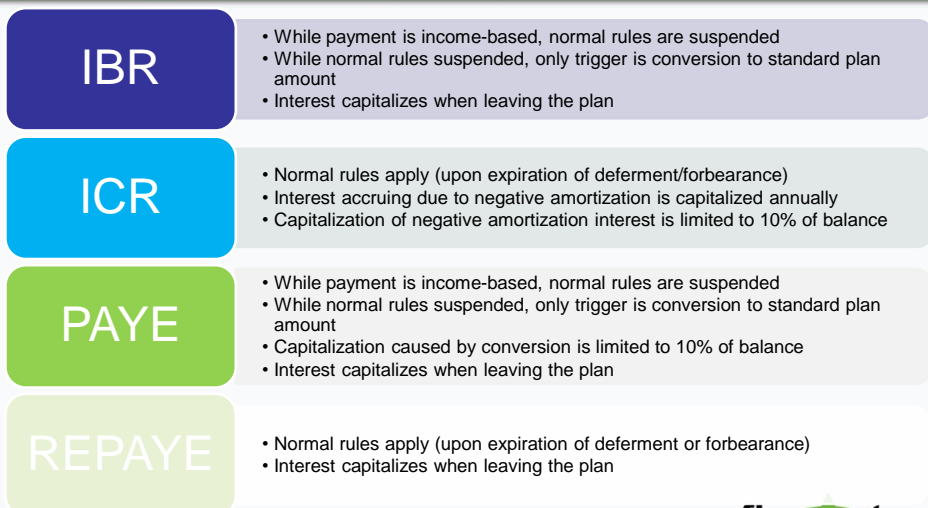 IBR
• While payment is income-based, normal rules are suspended
• While normal rules suspended, only trigger is conversion to standard plan
amount
• Interest capitalizes when leaving the plan
ICR
• Normal rules apply (upon expiration of deferment/forbearance)
• Interest accruing due to negative amortization is capitalized annually
• Capitalization of negative amortization interest is limited to 10% of balance
PAYE
• While payment is income-based, normal rules are suspended
• While normal rules suspended, only trigger is conversion to standard plan
amount
• Capitalization caused by conversion is limited to 10% of balance
• Interest capitalizes when leaving the plan
REPAYE
• Normal rules apply (upon expiration of deferment or forbearance)
• Interest capitalizes when leaving the plan